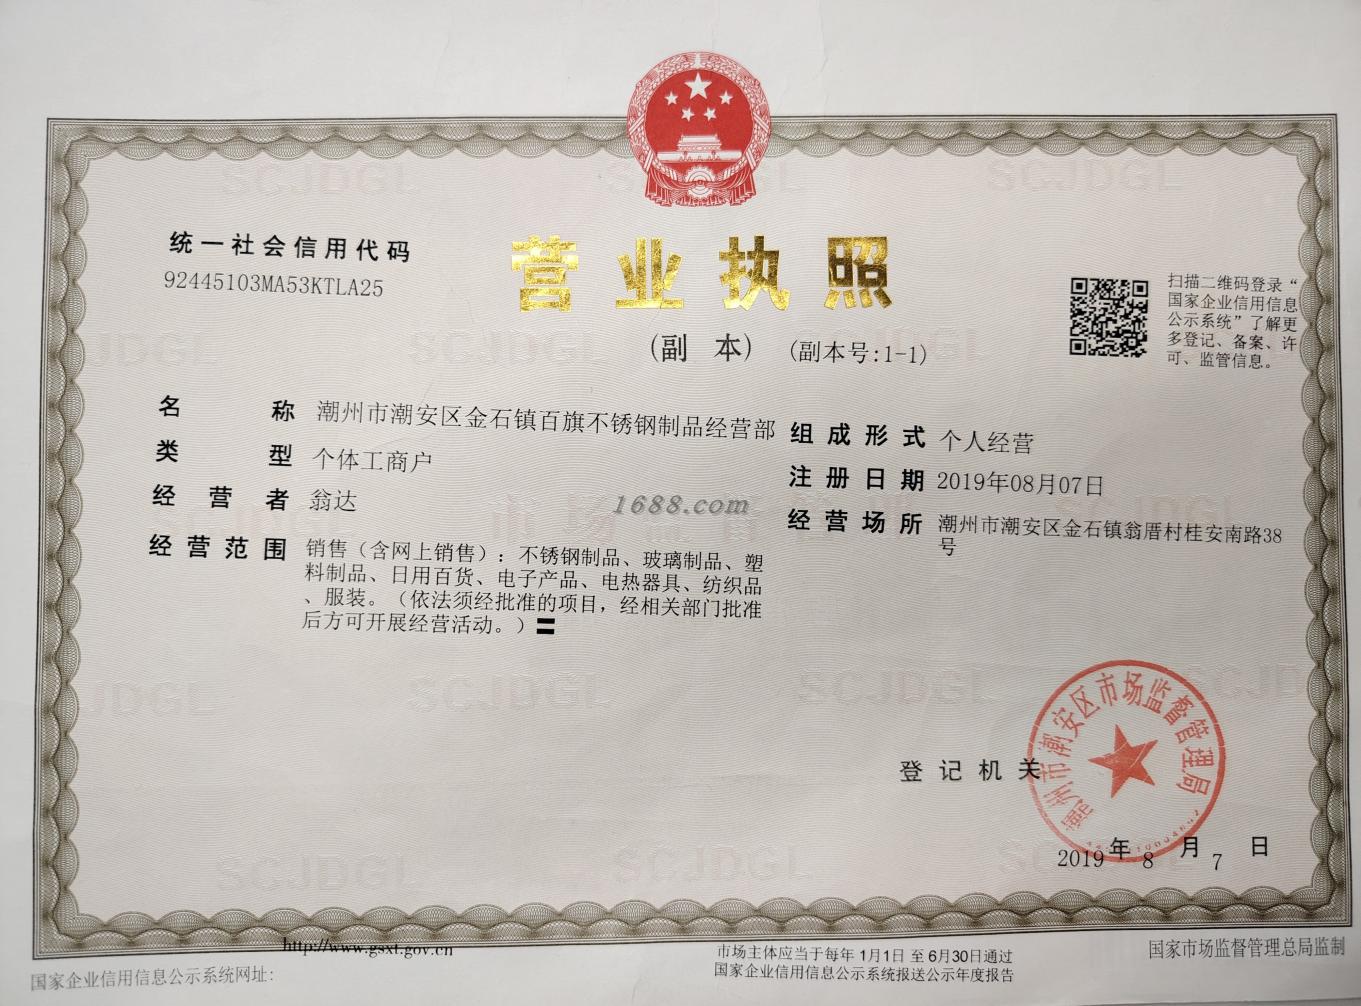 统一社会信用代码
92445103MA53KTLA25
营业执照
(副 本) (副本号:1-1)
扫描二维码登录“
国家企业信用信息
公示系统”了解更
多登记、备案、许
可、监管信息。
名 称 潮州市潮安区金石镇百旗不锈钢制品经营部
类 型 个体工商户
经 营 者 翁达
经 营 范 围 销售（含网上销售）：不锈钢制品、玻璃制品、塑
料制品、日用百货、电子产品、电热器具、纺织品
、服装。（依法须经批准的项目，经相关部门批准
后方可开展经营活动。）
组 成 形 式 个人经营
注 册 日 期 2019年08月07日
经 营 场 所 潮州市潮安区金石镇翁厝村桂安南路38
号
1688.com
登 记 机 关
潮州市潮安区市场监督管理局
2019 年 8 月 7 日
http://www.gsxt.gov.cn
国家企业信用信息公示系统网址:
市场主体应当于每年 1月1日 至 6月30日通过
国家企业信用信息公示系统报送公示年度报告
国家市场监督管理总局监制
SCJDGL